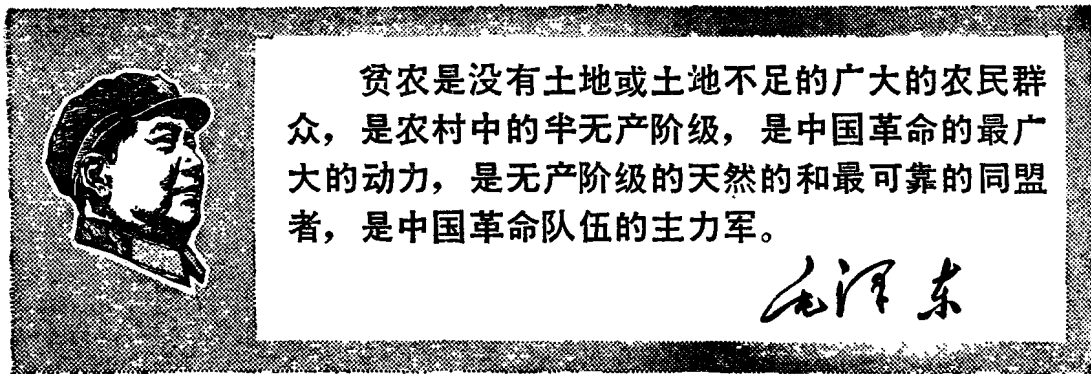 贫农是没有土地或土地不足的广大的农民群
众，是农村中的半无产阶级，是中国革命的最广
大的动力，是无产阶级的天然的和最可靠的同盟
者，是中国革命队伍的主力军。
毛泽东